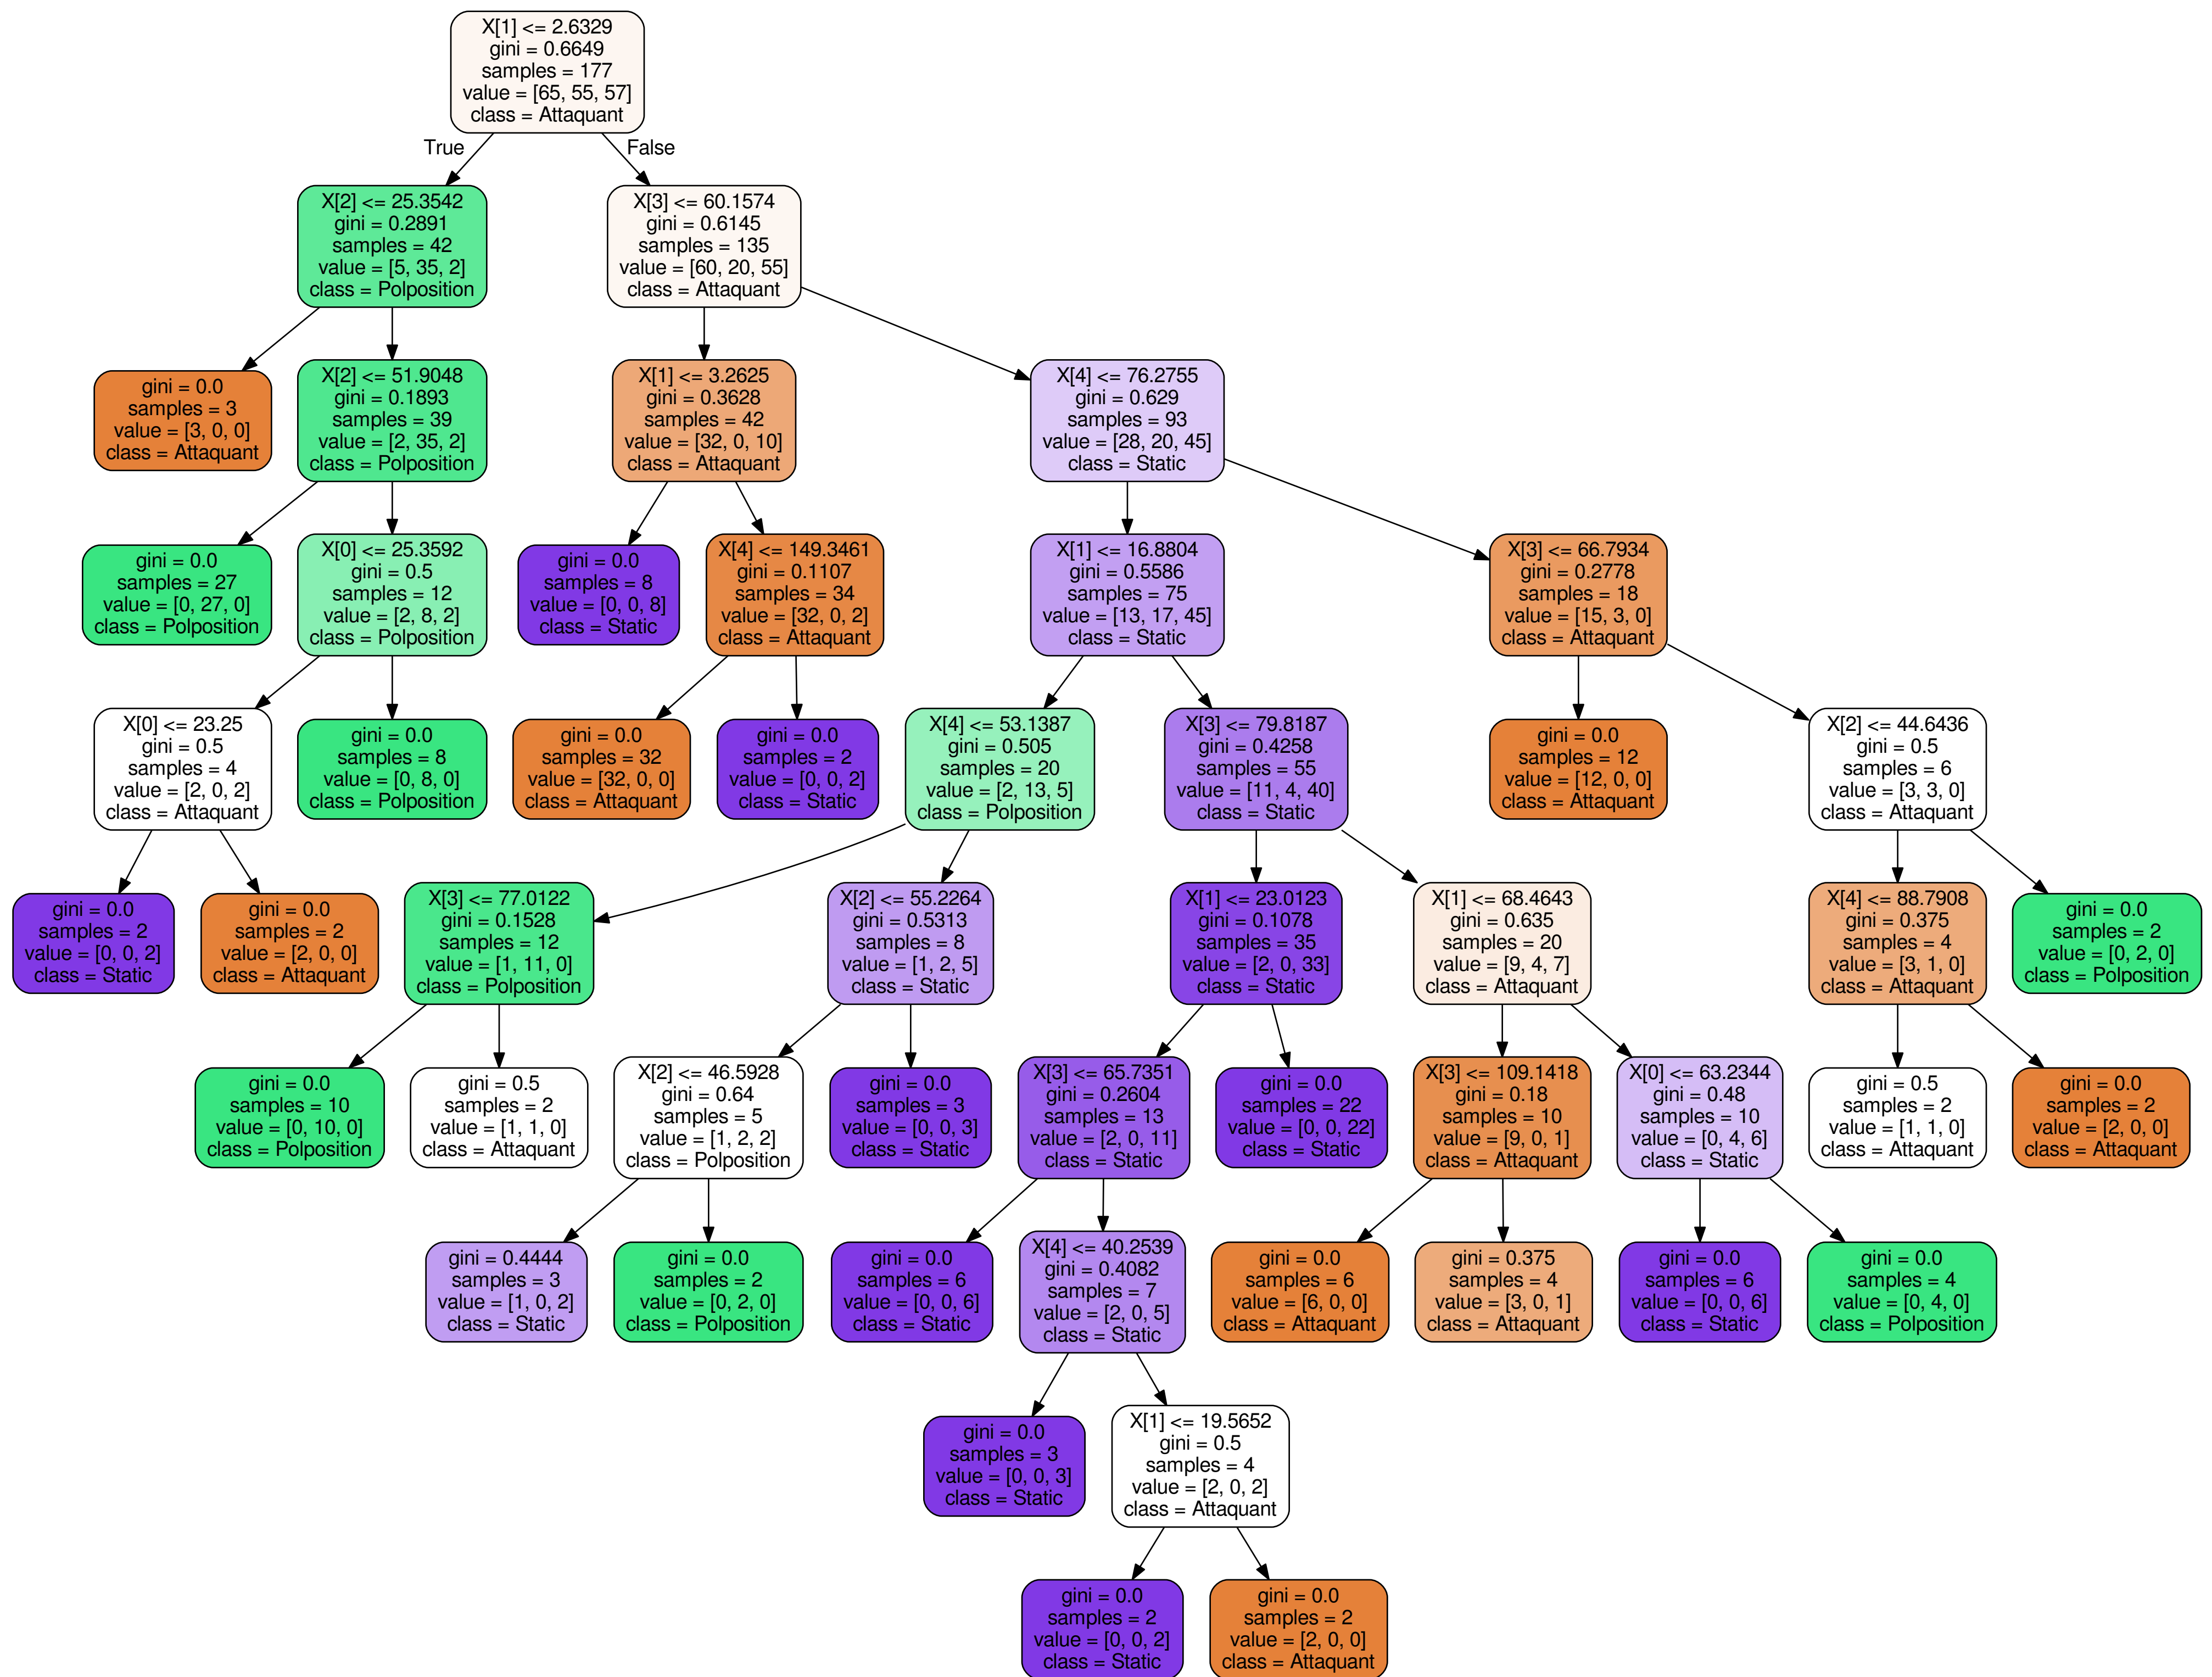 X[1] <= 2.6329
gini = 0.6649
samples = 177
value = [65, 55, 57]
class = Attaquant
True
False
X[2] <= 25.3542
gini = 0.2891
samples = 42
value = [5, 35, 2]
class = Polposition
X[3] <= 60.1574
gini = 0.6145
samples = 135
value = [60, 20, 55]
class = Attaquant
gini = 0.0
samples = 3
value = [3, 0, 0]
class = Attaquant
X[2] <= 51.9048
gini = 0.1893
samples = 39
value = [2, 35, 2]
class = Polposition
X[1] <= 3.2625
gini = 0.3628
samples = 42
value = [32, 0, 10]
class = Attaquant
X[4] <= 76.2755
gini = 0.629
samples = 93
value = [28, 20, 45]
class = Static
gini = 0.0
samples = 27
value = [0, 27, 0]
class = Polposition
X[0] <= 25.3592
gini = 0.5
samples = 12
value = [2, 8, 2]
class = Polposition
gini = 0.0
samples = 8
value = [0, 0, 8]
class = Static
X[4] <= 149.3461
gini = 0.1107
samples = 34
value = [32, 0, 2]
class = Attaquant
X[1] <= 16.8804
gini = 0.5586
samples = 75
value = [13, 17, 45]
class = Static
X[3] <= 66.7934
gini = 0.2778
samples = 18
value = [15, 3, 0]
class = Attaquant
X[0] <= 23.25
gini = 0.5
samples = 4
value = [2, 0, 2]
class = Attaquant
gini = 0.0
samples = 8
value = [0, 8, 0]
class = Polposition
gini = 0.0
samples = 32
value = [32, 0, 0]
class = Attaquant
gini = 0.0
samples = 2
value = [0, 0, 2]
class = Static
X[4] <= 53.1387
gini = 0.505
samples = 20
value = [2, 13, 5]
class = Polposition
X[3] <= 79.8187
gini = 0.4258
samples = 55
value = [11, 4, 40]
class = Static
gini = 0.0
samples = 12
value = [12, 0, 0]
class = Attaquant
X[2] <= 44.6436
gini = 0.5
samples = 6
value = [3, 3, 0]
class = Attaquant
gini = 0.0
samples = 2
value = [0, 0, 2]
class = Static
gini = 0.0
samples = 2
value = [2, 0, 0]
class = Attaquant
X[3] <= 77.0122
gini = 0.1528
samples = 12
value = [1, 11, 0]
class = Polposition
X[2] <= 55.2264
gini = 0.5313
samples = 8
value = [1, 2, 5]
class = Static
X[1] <= 23.0123
gini = 0.1078
samples = 35
value = [2, 0, 33]
class = Static
X[1] <= 68.4643
gini = 0.635
samples = 20
value = [9, 4, 7]
class = Attaquant
X[4] <= 88.7908
gini = 0.375
samples = 4
value = [3, 1, 0]
class = Attaquant
gini = 0.0
samples = 2
value = [0, 2, 0]
class = Polposition
gini = 0.0
samples = 10
value = [0, 10, 0]
class = Polposition
gini = 0.5
samples = 2
value = [1, 1, 0]
class = Attaquant
X[2] <= 46.5928
gini = 0.64
samples = 5
value = [1, 2, 2]
class = Polposition
gini = 0.0
samples = 3
value = [0, 0, 3]
class = Static
X[3] <= 65.7351
gini = 0.2604
samples = 13
value = [2, 0, 11]
class = Static
gini = 0.0
samples = 22
value = [0, 0, 22]
class = Static
X[3] <= 109.1418
gini = 0.18
samples = 10
value = [9, 0, 1]
class = Attaquant
X[0] <= 63.2344
gini = 0.48
samples = 10
value = [0, 4, 6]
class = Static
gini = 0.5
samples = 2
value = [1, 1, 0]
class = Attaquant
gini = 0.0
samples = 2
value = [2, 0, 0]
class = Attaquant
gini = 0.4444
samples = 3
value = [1, 0, 2]
class = Static
gini = 0.0
samples = 2
value = [0, 2, 0]
class = Polposition
gini = 0.0
samples = 6
value = [0, 0, 6]
class = Static
X[4] <= 40.2539
gini = 0.4082
samples = 7
value = [2, 0, 5]
class = Static
gini = 0.0
samples = 6
value = [6, 0, 0]
class = Attaquant
gini = 0.375
samples = 4
value = [3, 0, 1]
class = Attaquant
gini = 0.0
samples = 6
value = [0, 0, 6]
class = Static
gini = 0.0
samples = 4
value = [0, 4, 0]
class = Polposition
gini = 0.0
samples = 3
value = [0, 0, 3]
class = Static
X[1] <= 19.5652
gini = 0.5
samples = 4
value = [2, 0, 2]
class = Attaquant
gini = 0.0
samples = 2
value = [0, 0, 2]
class = Static
gini = 0.0
samples = 2
value = [2, 0, 0]
class = Attaquant